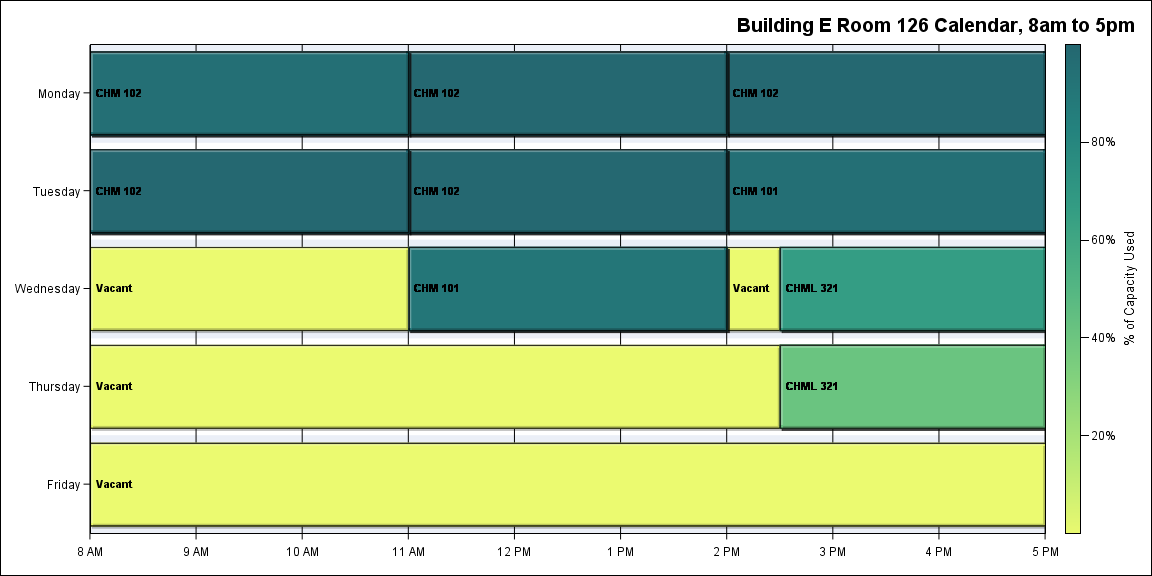 Building E Room 126 Calendar, 8am to 5pm
Monday
CHM 102
CHM 102
CHM 102
Tuesday
CHM 102
CHM 102
CHM 101
Wednesday
Vacant
CHM 101
Vacant
CHML 321
Thursday
Vacant
CHML 321
Friday
Vacant
8 AM
9 AM
10 AM
11 AM
12 PM
1 PM
2 PM
3 PM
4 PM
5 PM
80%
60%
40%
20%
% of Capacity Used